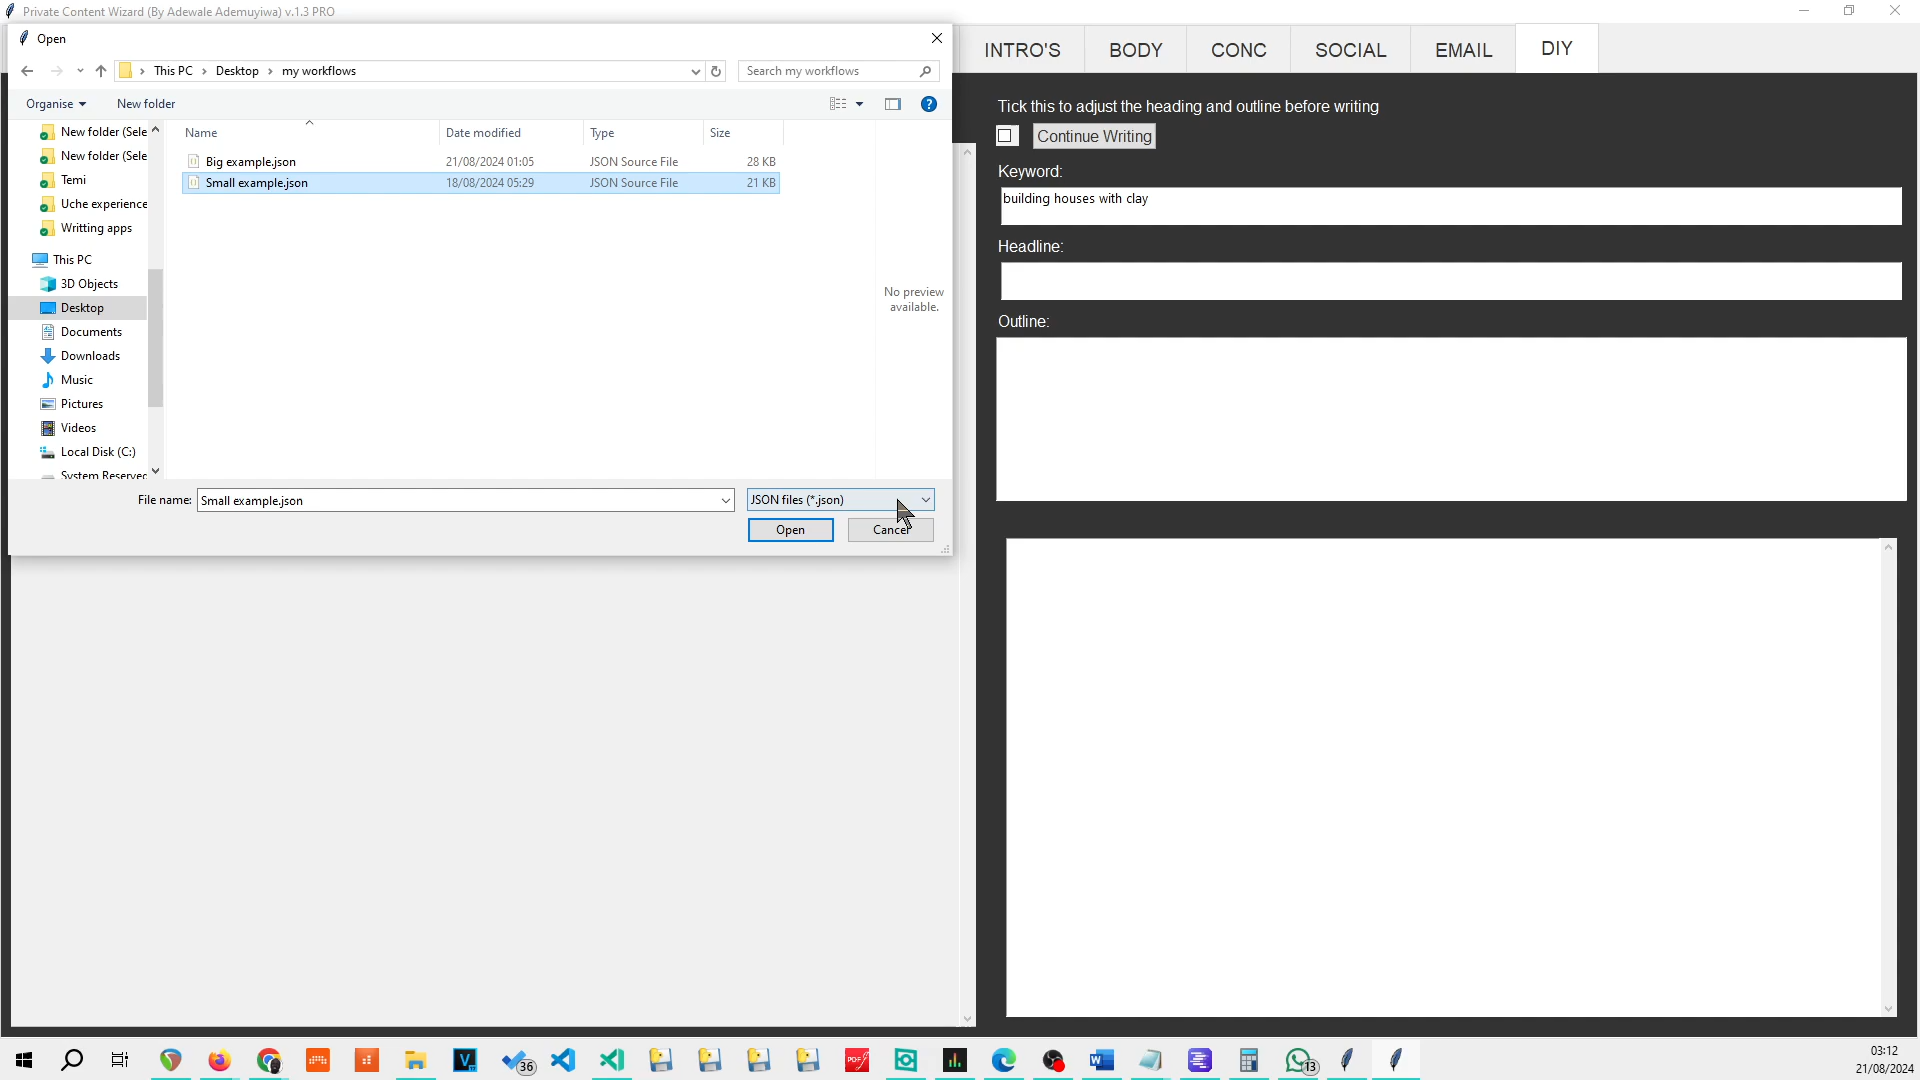 Private Content Wizard (By Adewale Ademuyiwa) v.1.3 PRO
Open
This PC > Desktop > my workflows
Search my workflows
Organise
New folder
Name
Date modified
Type
Size
Big example.json
21/08/2024 01:05
JSON Source File
28 KB
Small example.json
18/08/2024 05:29
JSON Source File
21 KB
New folder (Sele
New folder (Sele
Temi
Uche experience
Writting apps
This PC
3D Objects
Desktop
Documents
Downloads
Music
Pictures
Videos
Local Disk (C:)
System Reserved
No preview
available.
File name:
Small example.json
JSON files (*.json)
Open
Cancel
INTRO'S
BODY
CONC
SOCIAL
EMAIL
DIY
Tick this to adjust the heading and outline before writing
Continue Writing
Keyword:
building houses with clay
Headline:
Outline:
V
36
PDF
W
13
03:12
21/08/2024